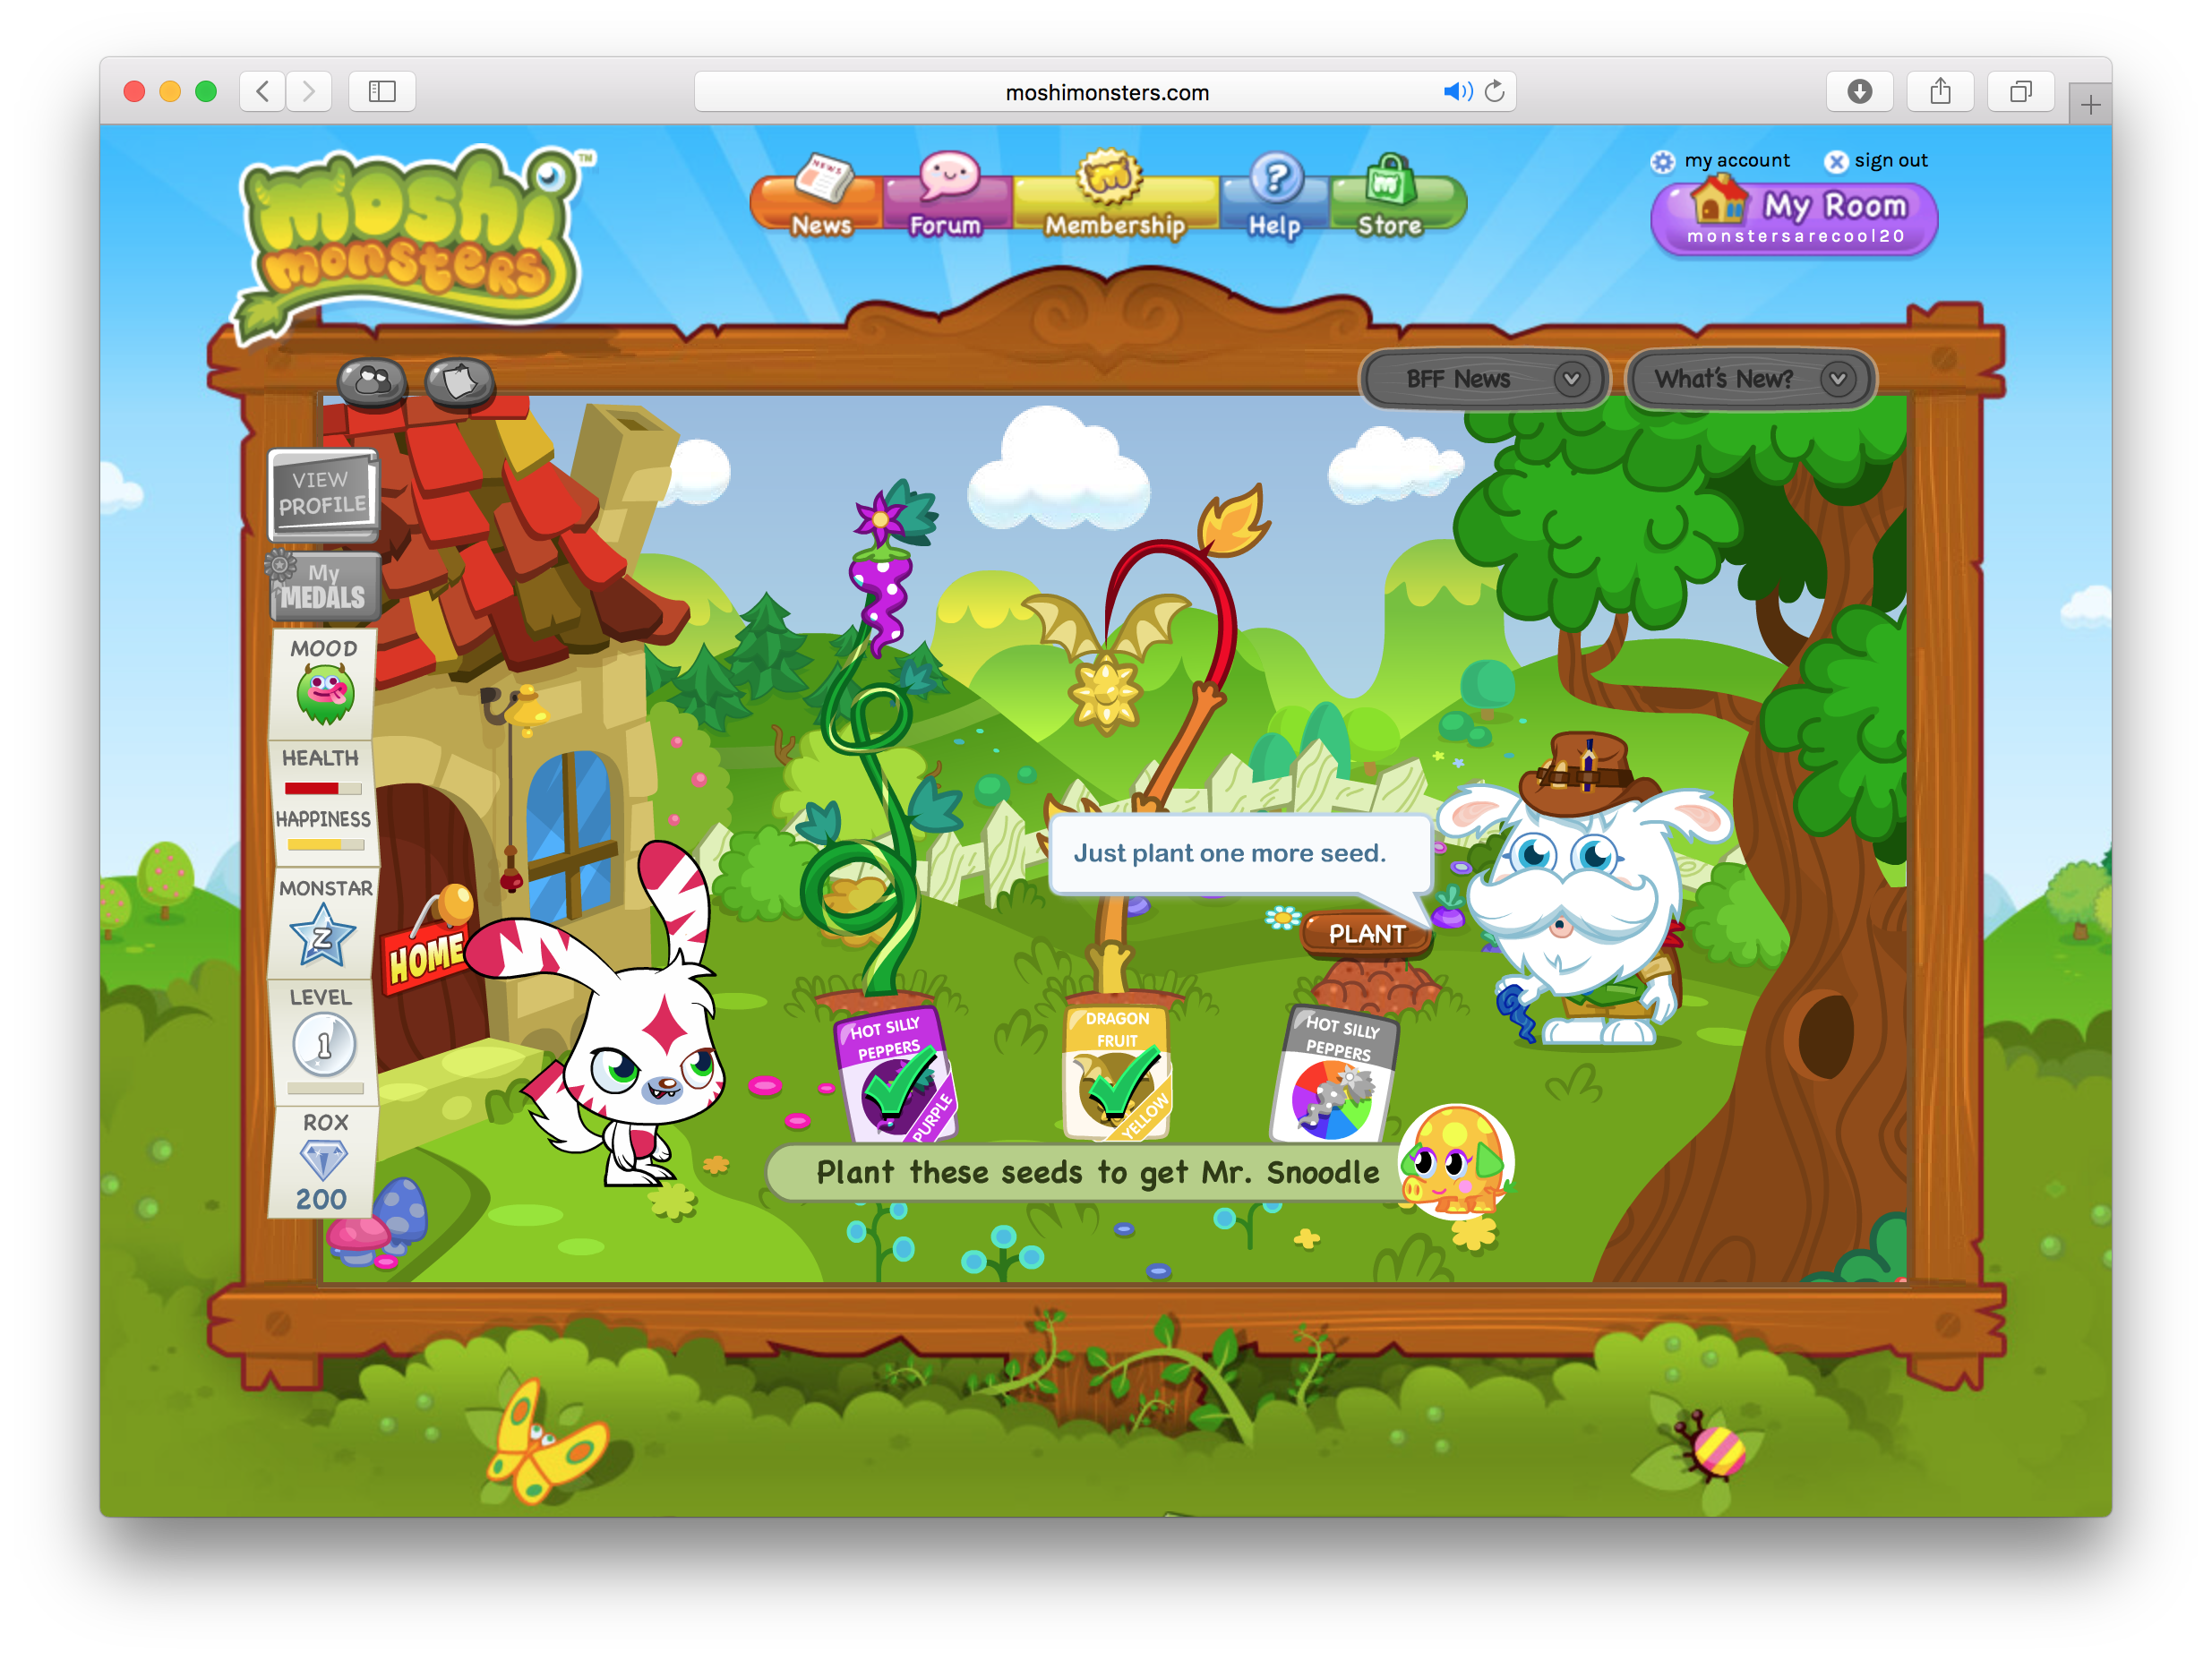 moshimonsters.com
moshi
monsters
TM
News
Forum
Membership
Help
Store
my account
sign out
My Room
monstersarecool20
BFF News
What's New?
VIEW
PROFILE
My
MEDALS
MOOD
HEALTH
HAPPINESS
MONSTAR
Z
LEVEL
1
ROX
200
HOME
Just plant one more seed.
PLANT
HOT SILLY
PEPPERS
PURPLE
DRAGON
FRUIT
YELLOW
HOT SILLY
PEPPERS
Plant these seeds to get Mr. Snoodle